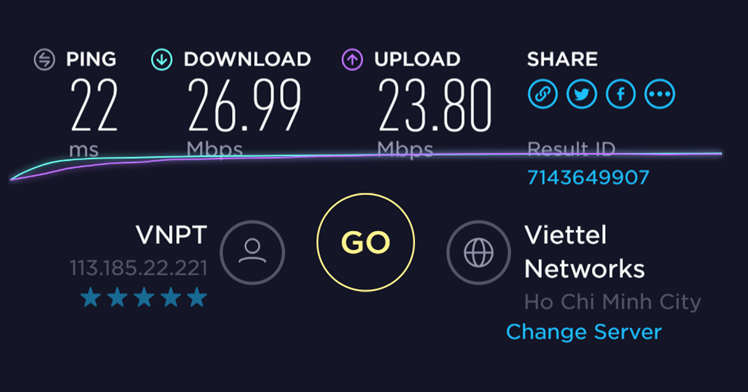 PING
22
ms
DOWNLOAD
26.99
Mbps
UPLOAD
23.80
Mbps
SHARE
Result ID
7143649907
VNPT
113.185.22.221
GO
Viettel
Networks
Ho Chi Minh City
Change Server